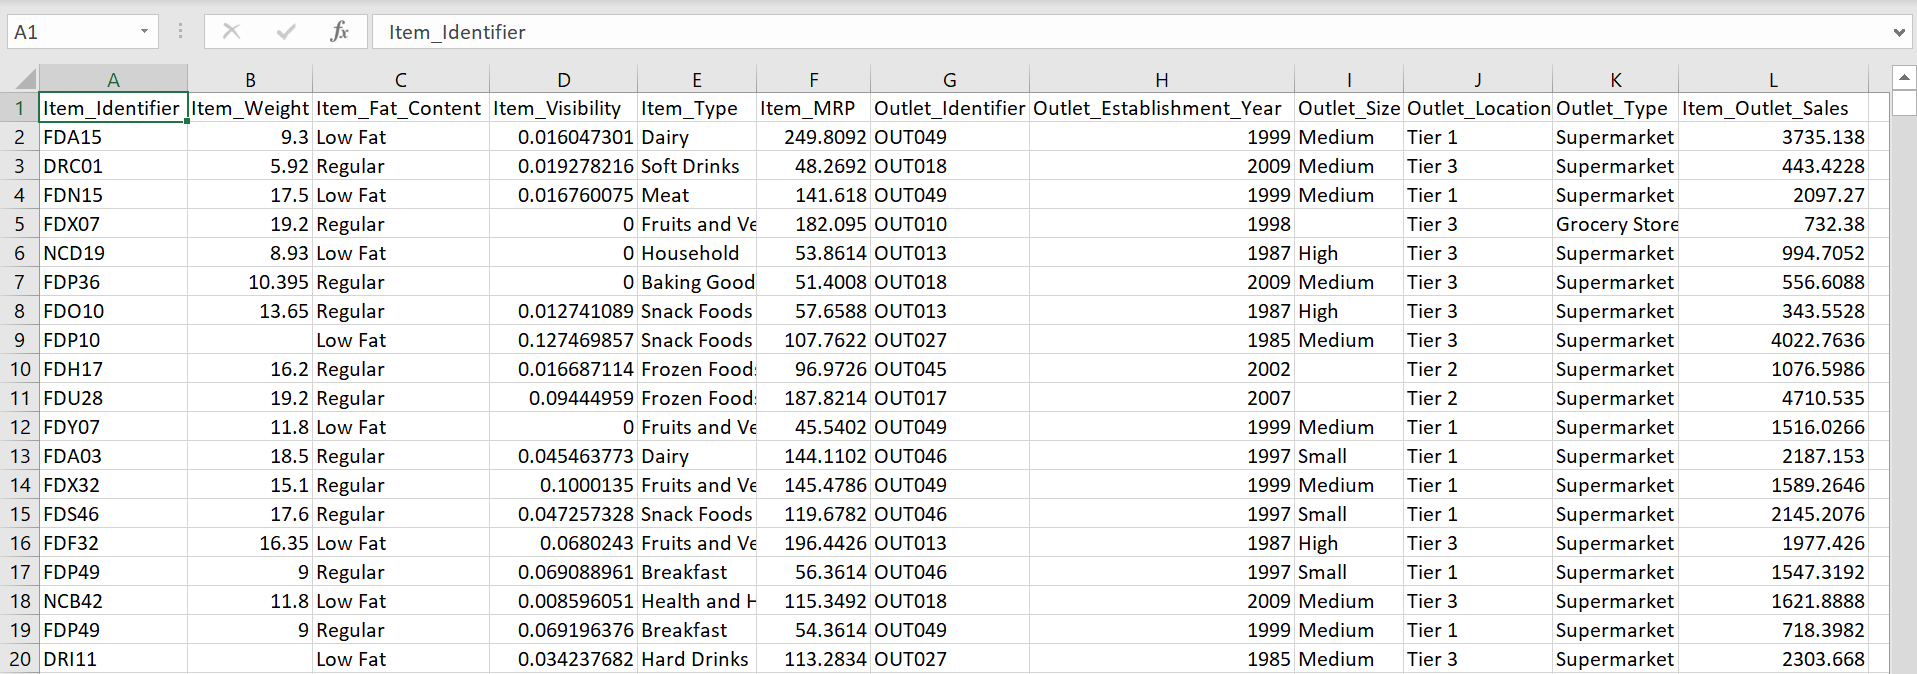 A1 fx Item_Identifier
A B C D E F G H I J K L
1 Item_Identifier Item_Weight Item_Fat_Content Item_Visibility Item_Type Item_MRP Outlet_Identifier Outlet_Establishment_Year Outlet_Size Outlet_Location Outlet_Type Item_Outlet_Sales
2 FDA15 9.3 Low Fat 0.016047301 Dairy 249.8092 OUT049 1999 Medium Tier 1 Supermarket 3735.138
3 DRC01 5.92 Regular 0.019278216 Soft Drinks 48.2692 OUT018 2009 Medium Tier 3 Supermarket 443.4228
4 FDN15 17.5 Low Fat 0.016760075 Meat 141.618 OUT049 1999 Medium Tier 1 Supermarket 2097.27
5 FDX07 19.2 Regular 0 Fruits and Ve 182.095 OUT010 1998 Tier 3 Grocery Store 732.38
6 NCD19 8.93 Low Fat 0 Household 53.8614 OUT013 1987 High Tier 3 Supermarket 994.7052
7 FDP36 10.395 Regular 0 Baking Good 51.4008 OUT018 2009 Medium Tier 3 Supermarket 556.6088
8 FDO10 13.65 Regular 0.012741089 Snack Foods 57.6588 OUT013 1987 High Tier 3 Supermarket 343.5528
9 FDP10 Low Fat 0.127469857 Snack Foods 107.7622 OUT027 1985 Medium Tier 3 Supermarket 4022.7636
10 FDH17 16.2 Regular 0.016687114 Frozen Foods 96.9726 OUT045 2002 Tier 2 Supermarket 1076.5986
11 FDU28 19.2 Regular 0.09444959 Frozen Foods 187.8214 OUT017 2007 Tier 2 Supermarket 4710.535
12 FDY07 11.8 Low Fat 0 Fruits and Ve 45.5402 OUT049 1999 Medium Tier 1 Supermarket 1516.0266
13 FDA03 18.5 Regular 0.045463773 Dairy 144.1102 OUT046 1997 Small Tier 1 Supermarket 2187.153
14 FDX32 15.1 Regular 0.1000135 Fruits and Ve 145.4786 OUT049 1999 Medium Tier 1 Supermarket 1589.2646
15 FDS46 17.6 Regular 0.047257328 Snack Foods 119.6782 OUT046 1997 Small Tier 1 Supermarket 2145.2076
16 FDF32 16.35 Low Fat 0.0680243 Fruits and Ve 196.4426 OUT013 1987 High Tier 3 Supermarket 1977.426
17 FDP49 9 Regular 0.069088961 Breakfast 56.3614 OUT046 1997 Small Tier 1 Supermarket 1547.3192
18 NCB42 11.8 Low Fat 0.008596051 Health and H 115.3492 OUT018 2009 Medium Tier 3 Supermarket 1621.8888
19 FDP49 9 Regular 0.069196376 Breakfast 54.3614 OUT049 1999 Medium Tier 1 Supermarket 718.3982
20 DRI11 Low Fat 0.034237682 Hard Drinks 113.2834 OUT027 1985 Medium Tier 3 Supermarket 2303.668